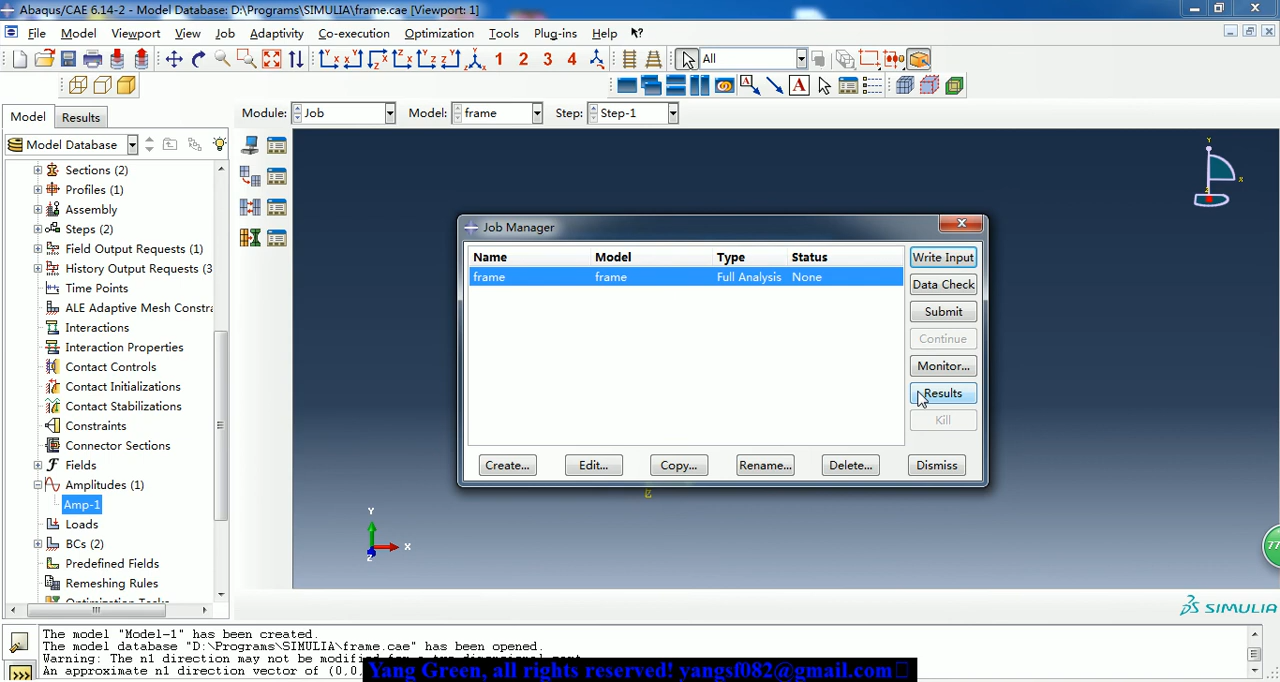 Abaqus/CAE 6.14-2 - Model Database: D:\Programs\SIMULIA\frame.cae [Viewport: 1]
File Model Viewport View Job Adaptivity Co-execution Optimization Tools Plug-ins Help
1 2 3 4 All
A
Model Results Module: Job Model: frame Step: Step-1
Model Database
Sections (2)
Profiles (1)
Assembly
Steps (2)
Field Output Requests (1)
History Output Requests (3
Time Points
ALE Adaptive Mesh Constra
Interactions
Interaction Properties
Contact Controls
Contact Initializations
Contact Stabilizations
Constraints
Connector Sections
Fields
Amplitudes (1)
Amp-1
Loads
BCs (2)
Predefined Fields
Remeshing Rules
Optimization Tasks
Job Manager
Name Model Type Status
frame frame Full Analysis None
Write Input
Data Check
Submit
Continue
Monitor...
Results
Kill
Create... Edit... Copy... Rename... Delete... Dismiss
Y
X
Z
Y
X
Z
77
SIMULIA
The model "Model-1" has been created.
The model database "D:\Programs\SIMULIA\frame.cae" has been opened.
Warning: The n1 direction may not be modified for a two-dimensional part.
An approximate n1 direction vector of (0,0,
>>>
Yang Green, all rights reserved! yangsf082@gmail.com